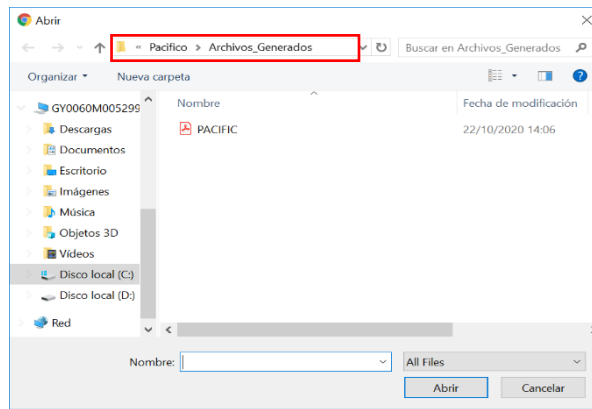 Abrir
« Pacifico > Archivos_Generados
Buscar en Archivos_Generados
Organizar
Nueva carpeta
?
Nombre
Fecha de modificación
GY0060M005299
Descargas
Documentos
Escritorio
Imágenes
Música
Objetos 3D
Vídeos
Disco local (C:)
Disco local (D:)
Red
PACIFIC
22/10/2020 14:06
Nombre:
All Files
Abrir
Cancelar